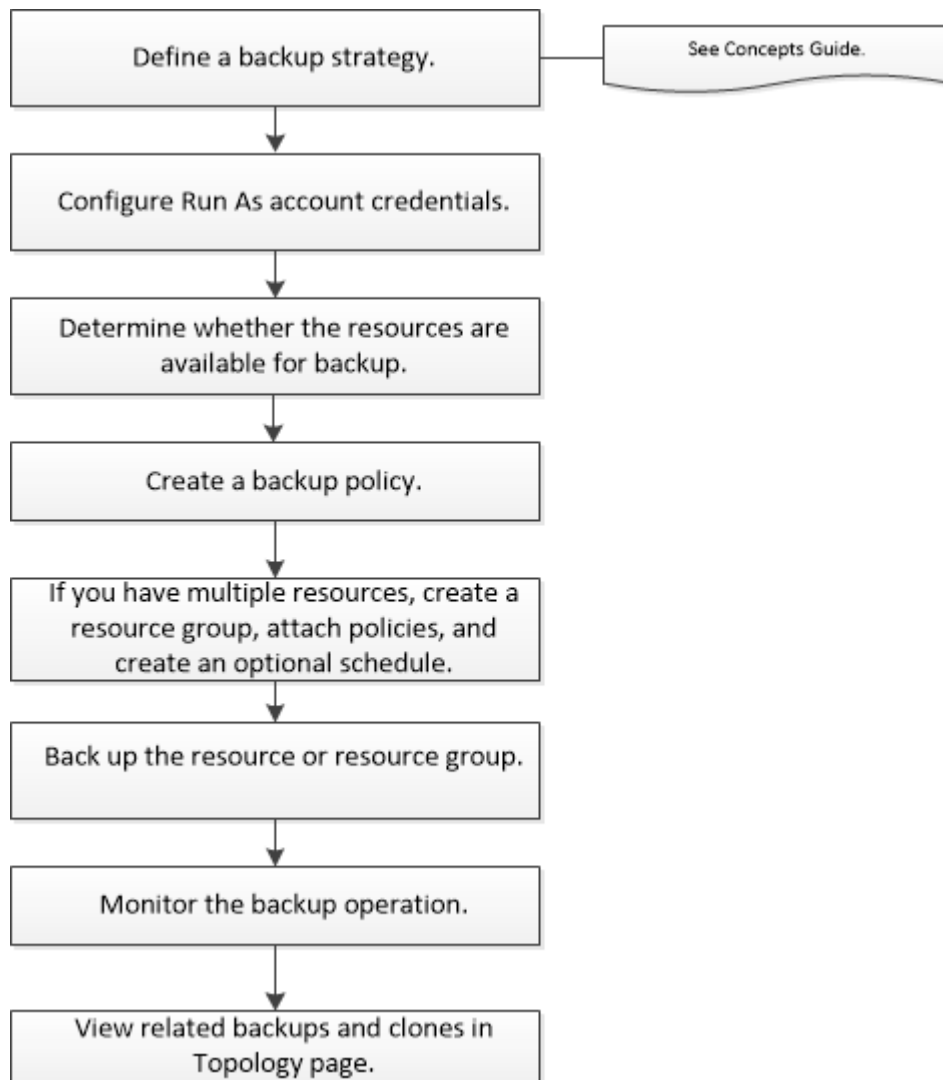 Define a backup strategy.
See Concepts Guide.
Configure Run As account credentials.
Determine whether the resources are
available for backup.
Create a backup policy.
If you have multiple resources, create a
resource group, attach policies, and
create an optional schedule.
Back up the resource or resource group.
Monitor the backup operation.
View related backups and clones in
Topology page.